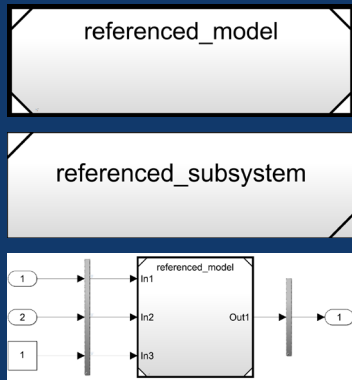 referenced_model
referenced_subsystem
referenced_model
1 In1
2 In2 Out1 1
1 In3